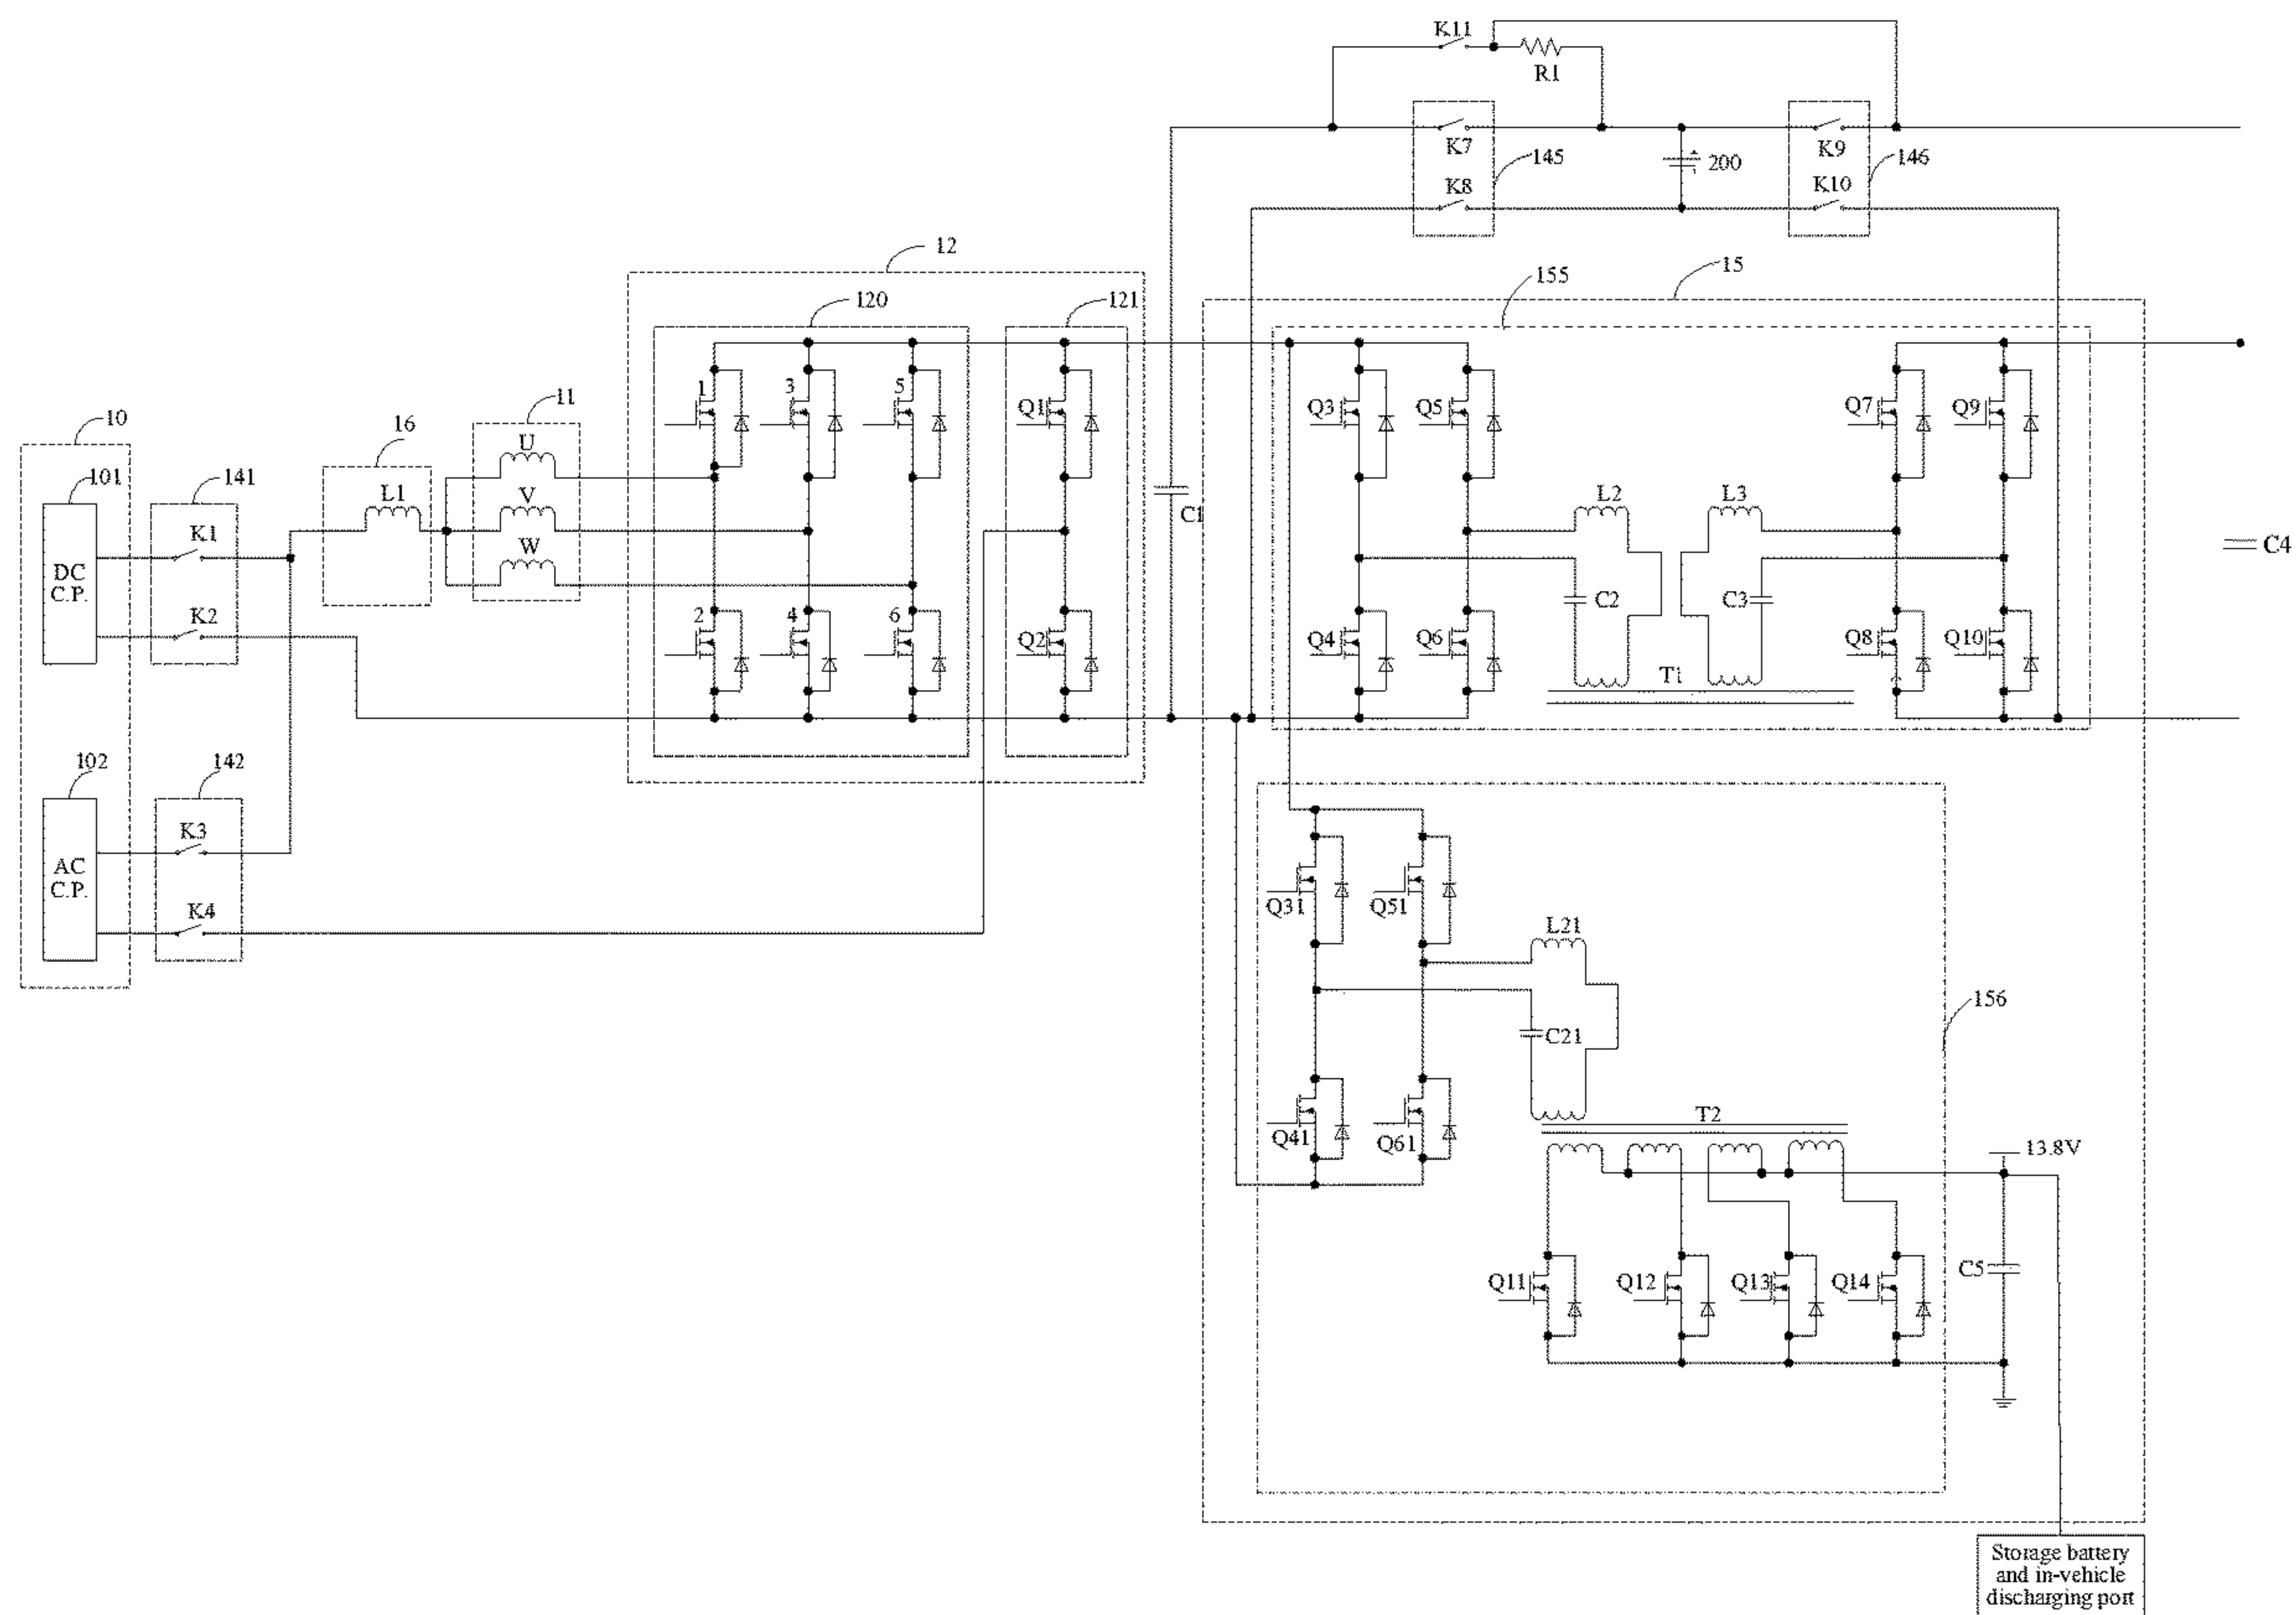 K11
R1
K7
145
K9
146
200
K8
K10
12
15
155
120
121
1
3
5
Q1
Q3
Q5
Q7
Q9
10
11
16
U
101
141
L1
V
L2
L3
C1
K1
W
DC
C.P.
C4
K2
C2
C3
2
4
6
Q2
Q4
Q6
Q8
Q10
T1
102
142
K3
AC
C.P.
K4
Q31
Q51
L21
156
C21
T2
Q41
Q61
13.8V
Q11
Q12
Q13
Q14
C5
Storage battery
and in-vehicle
discharging port